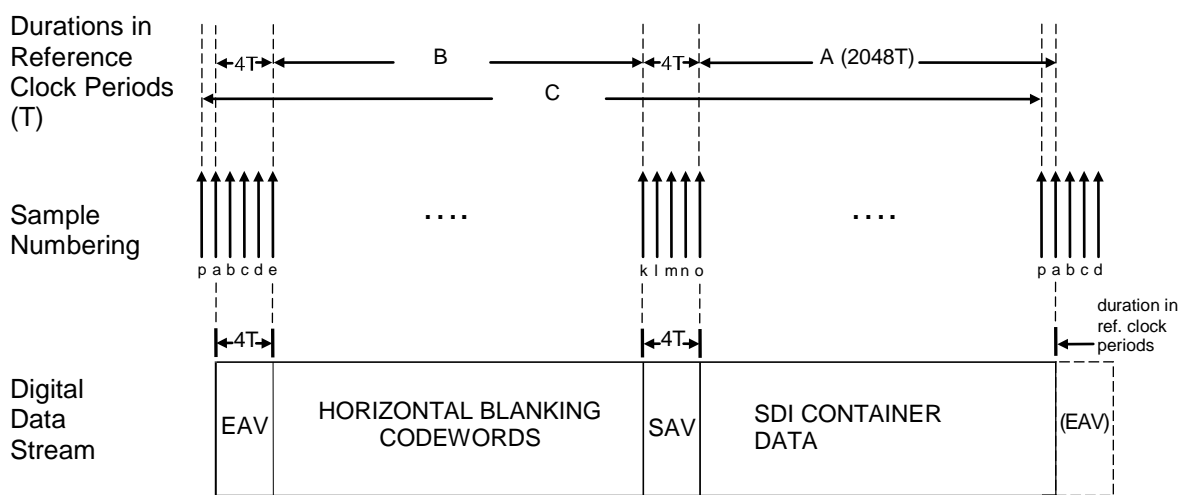 Durations in
Reference
Clock Periods
(T)
4T
B
4T
A (2048T)
C
Sample
Numbering
....
....
p a b c d e
k l m n o
p a b c d
4T
4T
duration in
ref. clock
periods
Digital
Data
Stream
EAV
HORIZONTAL BLANKING
CODEWORDS
SAV
SDI CONTAINER
DATA
(EAV)